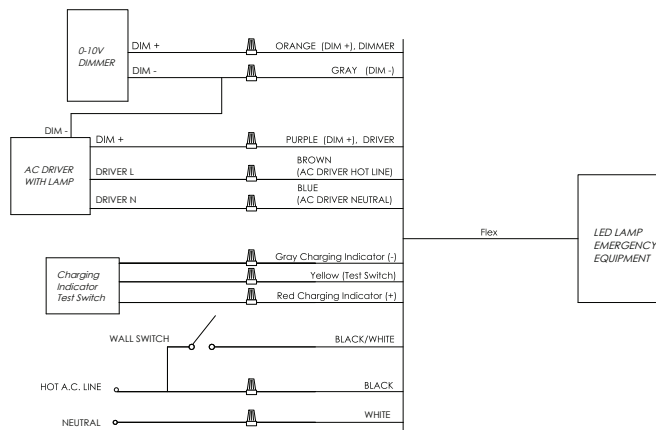 0-10V
DIMMER
DIM +
ORANGE (DIM +), DIMMER
DIM -
GRAY (DIM -)
DIM -
AC DRIVER
WITH LAMP
DIM +
PURPLE (DIM +), DRIVER
DRIVER L
BROWN
(AC DRIVER HOT LINE)
DRIVER N
BLUE
(AC DRIVER NEUTRAL)
Flex
LED LAMP
EMERGENCY
EQUIPMENT
Charging
Indicator
Test Switch
Gray Charging Indicator (-)
Yellow (Test Switch)
Red Charging Indicator (+)
WALL SWITCH
BLACK/WHITE
HOT A.C. LINE
BLACK
NEUTRAL
WHITE